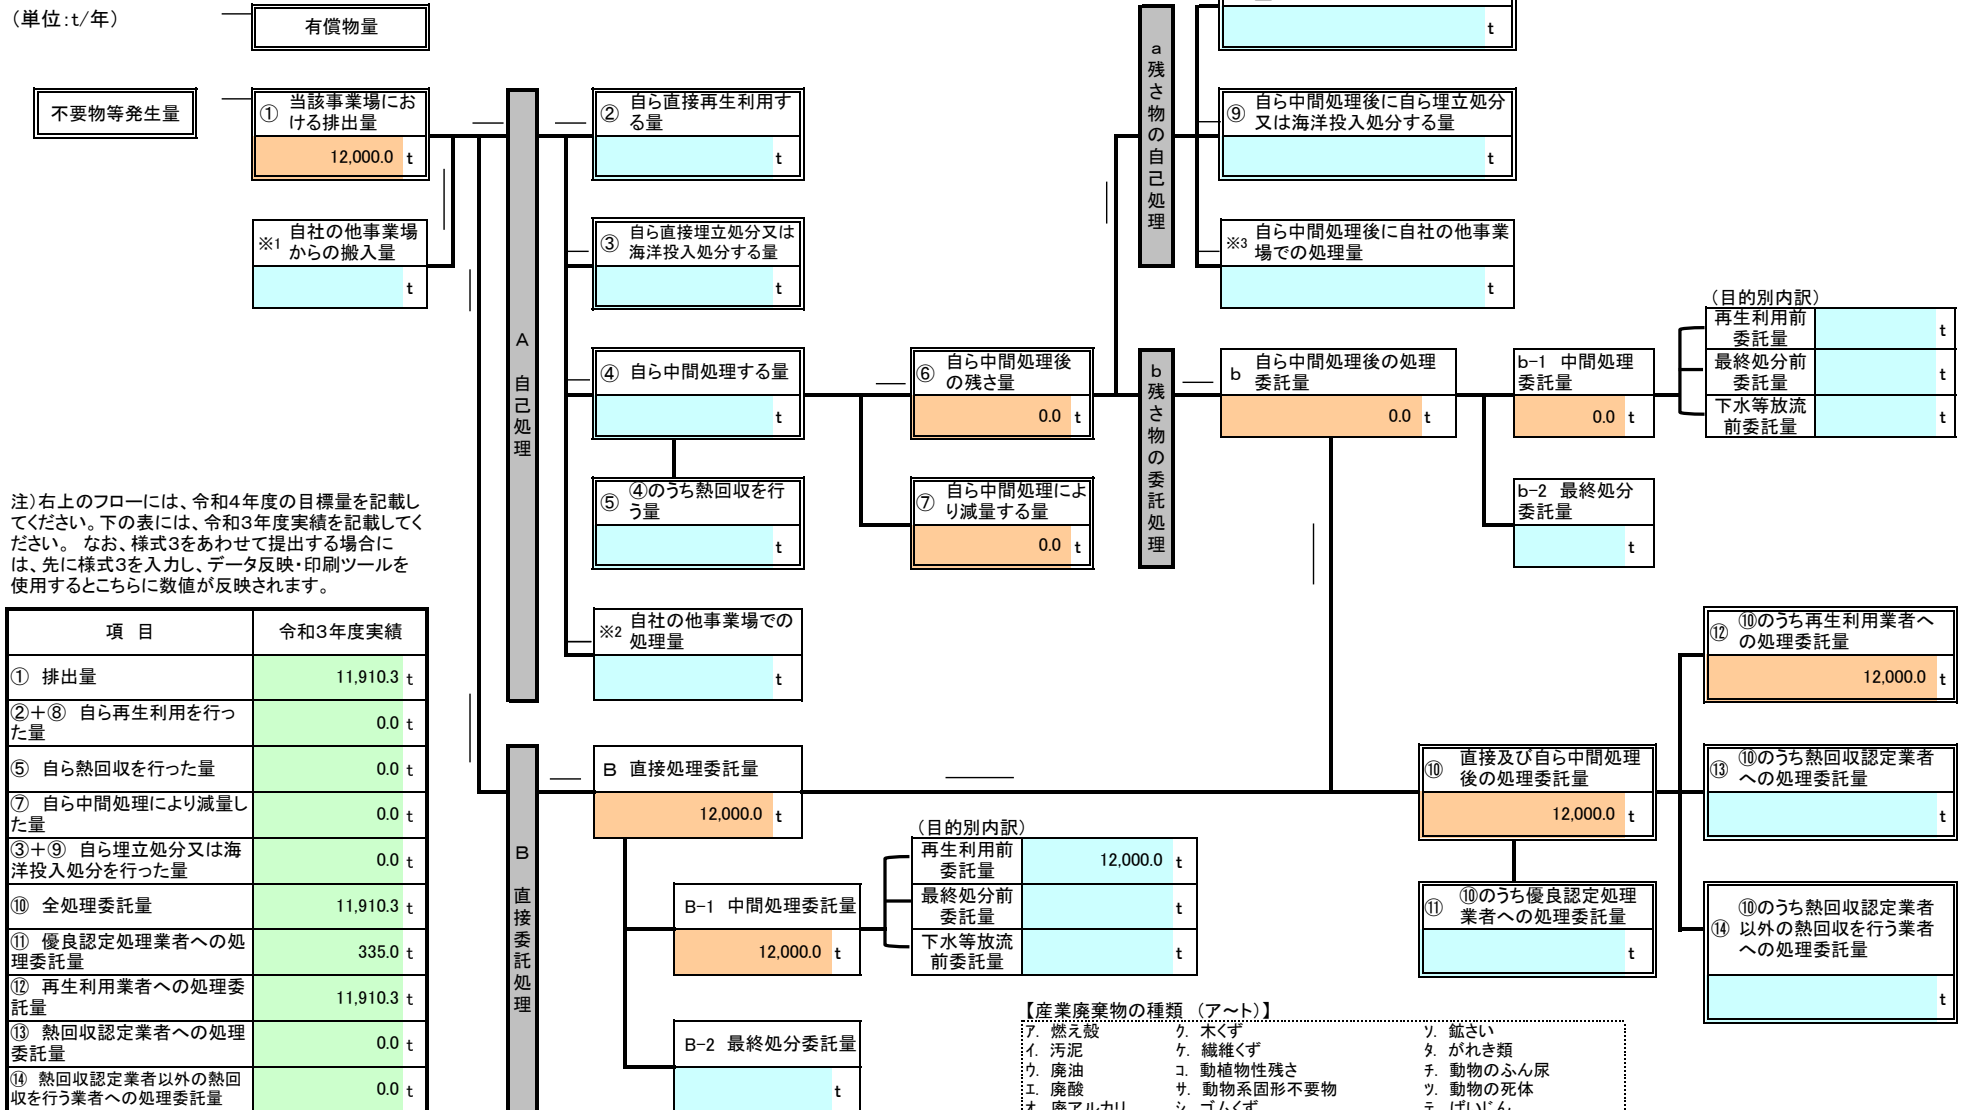 （単位:t/年）
有償物量
t
不要物等発生量
① 当該事業場にお
ける排出量
12,000.0 t
※1 自社の他事業場
からの搬入量
t
A 自己処理
② 自ら直接再生利用す
る量
t
③ 自ら直接埋立処分又は
海洋投入処分する量
t
④ 自ら中間処理する量
t
⑤ ④のうち熱回収を行
う量
t
※2 自社の他事業場での
処理量
t
⑥ 自ら中間処理後
の残さ量
0.0 t
⑦ 自ら中間処理によ
り減量する量
0.0 t
a 残さ物の自己処理
⑨ 自ら中間処理後に自ら埋立処分
又は海洋投入処分する量
t
※3 自ら中間処理後に自社の他事業
場での処理量
t
b 残さ物の委託処理
b 自ら中間処理後の処理
委託量
0.0 t
b-1 中間処理
委託量
0.0 t
b-2 最終処分
委託量
t
（目的別内訳）
再生利用前
委託量
t
最終処分前
委託量
t
下水等放流
前委託量
t
注）右上のフローには、令和4年度の目標量を記載し
てください。下の表には、令和3年度実績を記載してく
ださい。 なお、様式3をあわせて提出する場合に
は、先に様式3を入力し、データ反映・印刷ツールを
使用するとこちらに数値が反映されます。
項 目 令和3年度実績
① 排出量 11,910.3 t
②＋⑧ 自ら再生利用を行っ
た量
0.0 t
⑤ 自ら熱回収を行った量 0.0 t
⑦ 自ら中間処理により減量し
た量
0.0 t
③＋⑨ 自ら埋立処分又は海
洋投入処分を行った量
0.0 t
⑩ 全処理委託量 11,910.3 t
⑪ 優良認定処理業者への処
理委託量
335.0 t
⑫ 再生利用業者への処理委
託量
11,910.3 t
⑬ 熱回収認定業者への処理
委託量
0.0 t
⑭ 熱回収認定業者以外の熱回
収を行う業者への処理委託量
0.0 t
B 直接委託処理
B 直接処理委託量
12,000.0 t
B-1 中間処理委託量
12,000.0 t
B-2 最終処分委託量
t
（目的別内訳）
再生利用前
委託量
12,000.0 t
最終処分前
委託量
t
下水等放流
前委託量
t
⑩ 直接及び自ら中間処理
後の処理委託量
12,000.0 t
⑪ ⑩のうち優良認定処理
業者への処理委託量
t
⑫ ⑩のうち再生利用業者へ
の処理委託量
12,000.0 t
⑬ ⑩のうち熱回収認定業者
への処理委託量
t
⑭ ⑩のうち熱回収認定業者
以外の熱回収を行う業者
への処理委託量
t
【産業廃棄物の種類 （ア～ト）】
ア. 燃え殻 ク. 木くず ソ. 鉱さい
イ. 汚泥 ケ. 繊維くず タ. がれき類
ウ. 廃油 コ. 動植物性残さ チ. 動物のふん尿
エ. 廃酸 サ. 動物系固形不要物 ツ. 動物の死体
オ. 廃アルカリ シ. ゴムくず テ. ばいじん